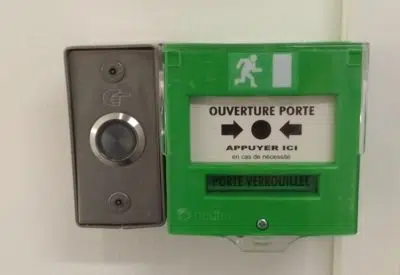 OUVERTURE PORTE
APPUYER ICI
en cas de nécessité
PORTE VERROUILLEE